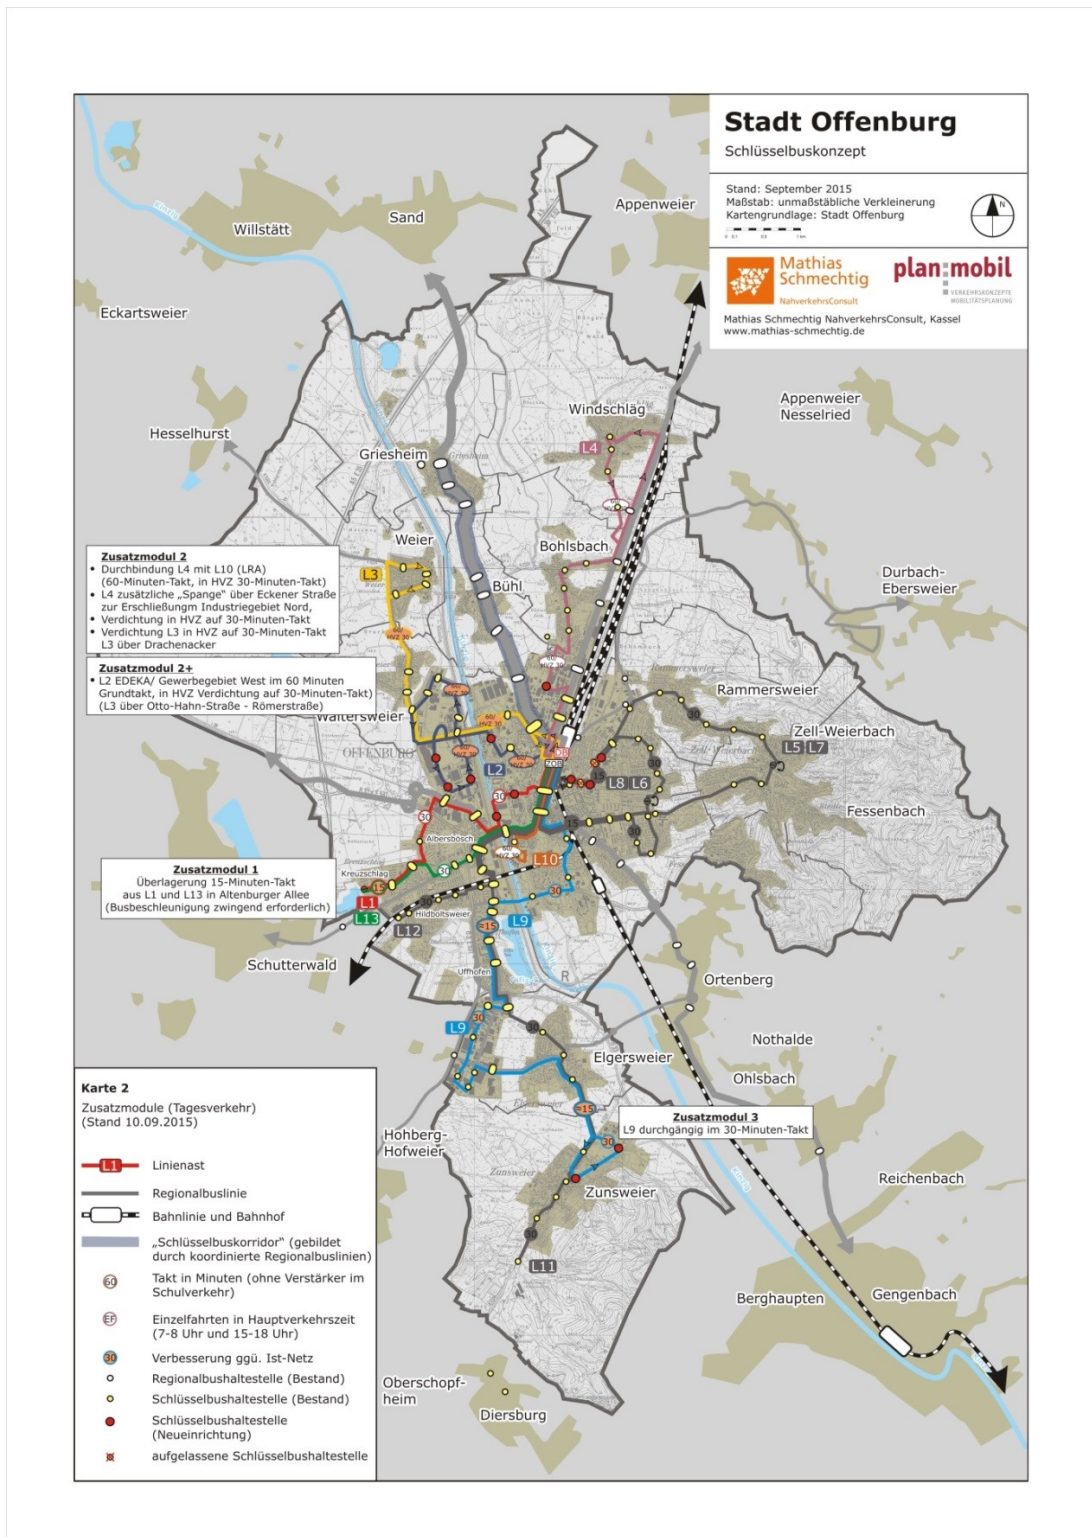 Stadt Offenburg
Schlüsselbuskonzept
Stand: September 2015
Maßstab: unmaßstäbliche Verkleinerung
Kartengrundlage: Stadt Offenburg
N
Mathias
Schmechtig
NahverkehrsConsult
plan:mobil
VERKEHRSKONZEPTE
MOBILITÄTSPLANUNG
Mathias Schmechtig NahverkehrsConsult, Kassel
www.mathias-schmechtig.de
Kinzig
Willstätt
Sand
Appenweier
Eckartsweier
Appenweier
Nesselried
Hesselhurst
Windschläg
L4
Griesheim
Weier
Bohlsbach
Bühl
L3
Durbach-
Ebersweier
Zusatzmodul 2
• Durchbindung L4 mit L10 (LRA)
(60-Minuten-Takt, in HVZ 30-Minuten-Takt)
• L4 zusätzliche „Spange“ über Eckener Straße
zur Erschließungm Industriegebiet Nord,
• Verdichtung in HVZ auf 30-Minuten-Takt
• Verdichtung L3 in HVZ auf 30-Minuten-Takt
L3 über Drachenacker
Zusatzmodul 2+
• L2 EDEKA/ Gewerbegebiet West im 60 Minuten
Grundtakt, in HVZ Verdichtung auf 30-Minuten-Takt)
(L3 über Otto-Hahn-Straße - Römerstraße)
Waltersweier
Rammersweier
Zell-Weierbach
L5 L7
OFFENBURG
L2
DB
ZOB
L8 L6
Fessenbach
Albersbösch
Kreuzschlag
L10
Zusatzmodul 1
Überlagerung 15-Minuten-Takt
aus L1 und L13 in Altenburger Allee
(Busbeschleunigung zwingend erforderlich)
L1
L13
Hildboltsweier
L12
L9
Schutterwald
Uffhofen
Ortenberg
L9
Nothalde
Elgersweier
Ohlsbach
Zusatzmodul 3
L9 durchgängig im 30-Minuten-Takt
Hohberg-
Hofweier
Kinzig
Zunsweier
Reichenbach
L11
Berghaupten
Gengenbach
Oberschopf-
heim
Diersburg
Karte 2
Zusatzmodule (Tagesverkehr)
(Stand 10.09.2015)
L1 Linienast
Regionalbuslinie
Bahnlinie und Bahnhof
„Schlüsselbuskorridor“ (gebildet
durch koordinierte Regionalbuslinien)
60 Takt in Minuten (ohne Verstärker im
Schulverkehr)
EF Einzelfahrten in Hauptverkehrszeit
(7-8 Uhr und 15-18 Uhr)
30 Verbesserung ggü. Ist-Netz
Regionalbushaltestelle (Bestand)
Schlüsselbushaltestelle (Bestand)
Schlüsselbushaltestelle
(Neueinrichtung)
aufgelassene Schlüsselbushaltestelle